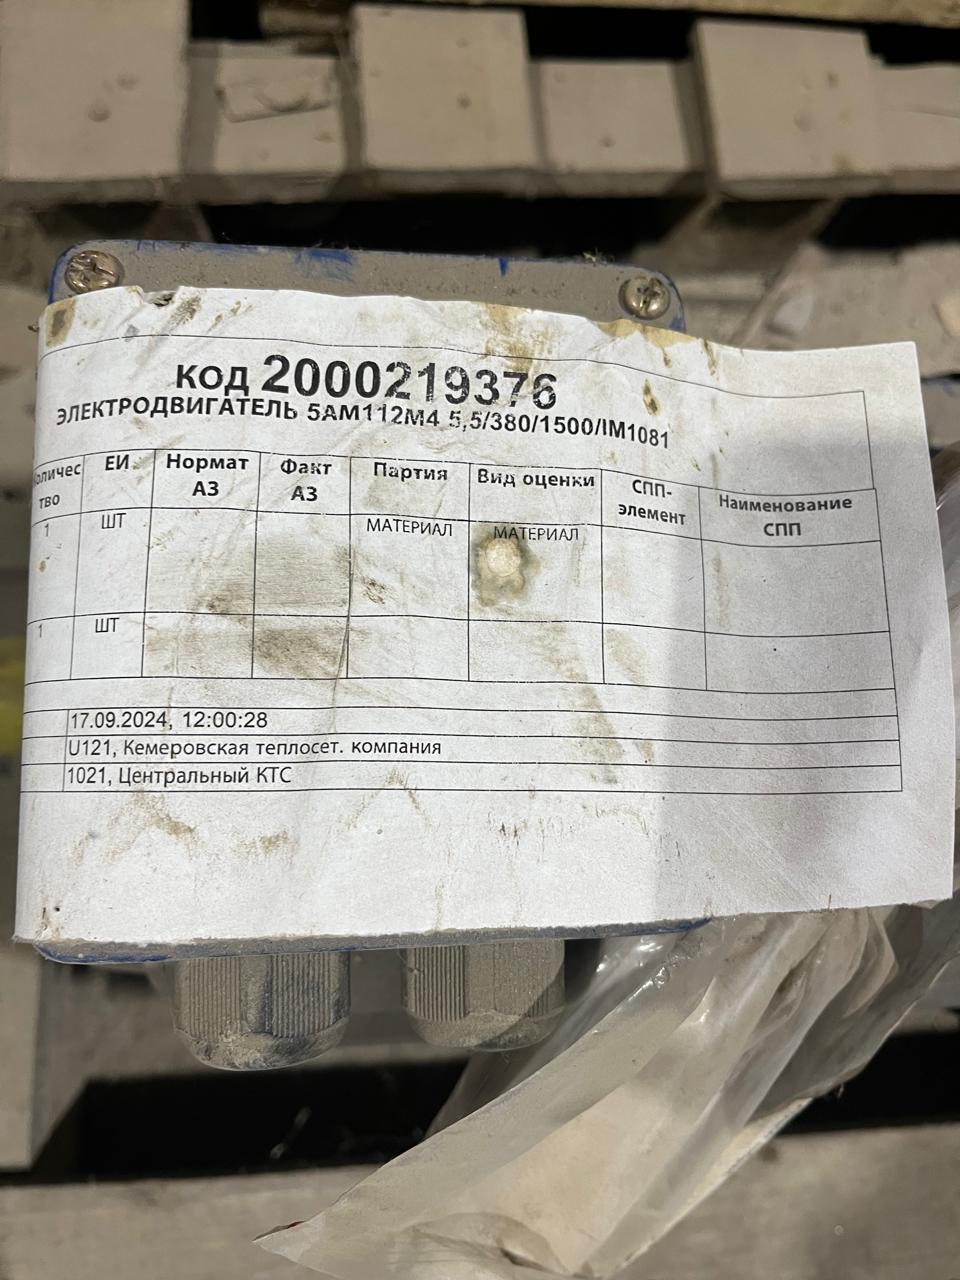 КОД 2000219376
ЭЛЕКТРОДВИГАТЕЛЬ 5АМ112М4 5,5/380/1500/IM1081
оличес тво ЕИ Нормат АЗ Факт АЗ Партия Вид оценки СПП- элемент Наименование СПП
1 ШТ МАТЕРИАЛ МАТЕРИАЛ
1 ШТ
17.09.2024, 12:00:28
U121, Кемеровская теплосет. компания
1021, Центральный КТС